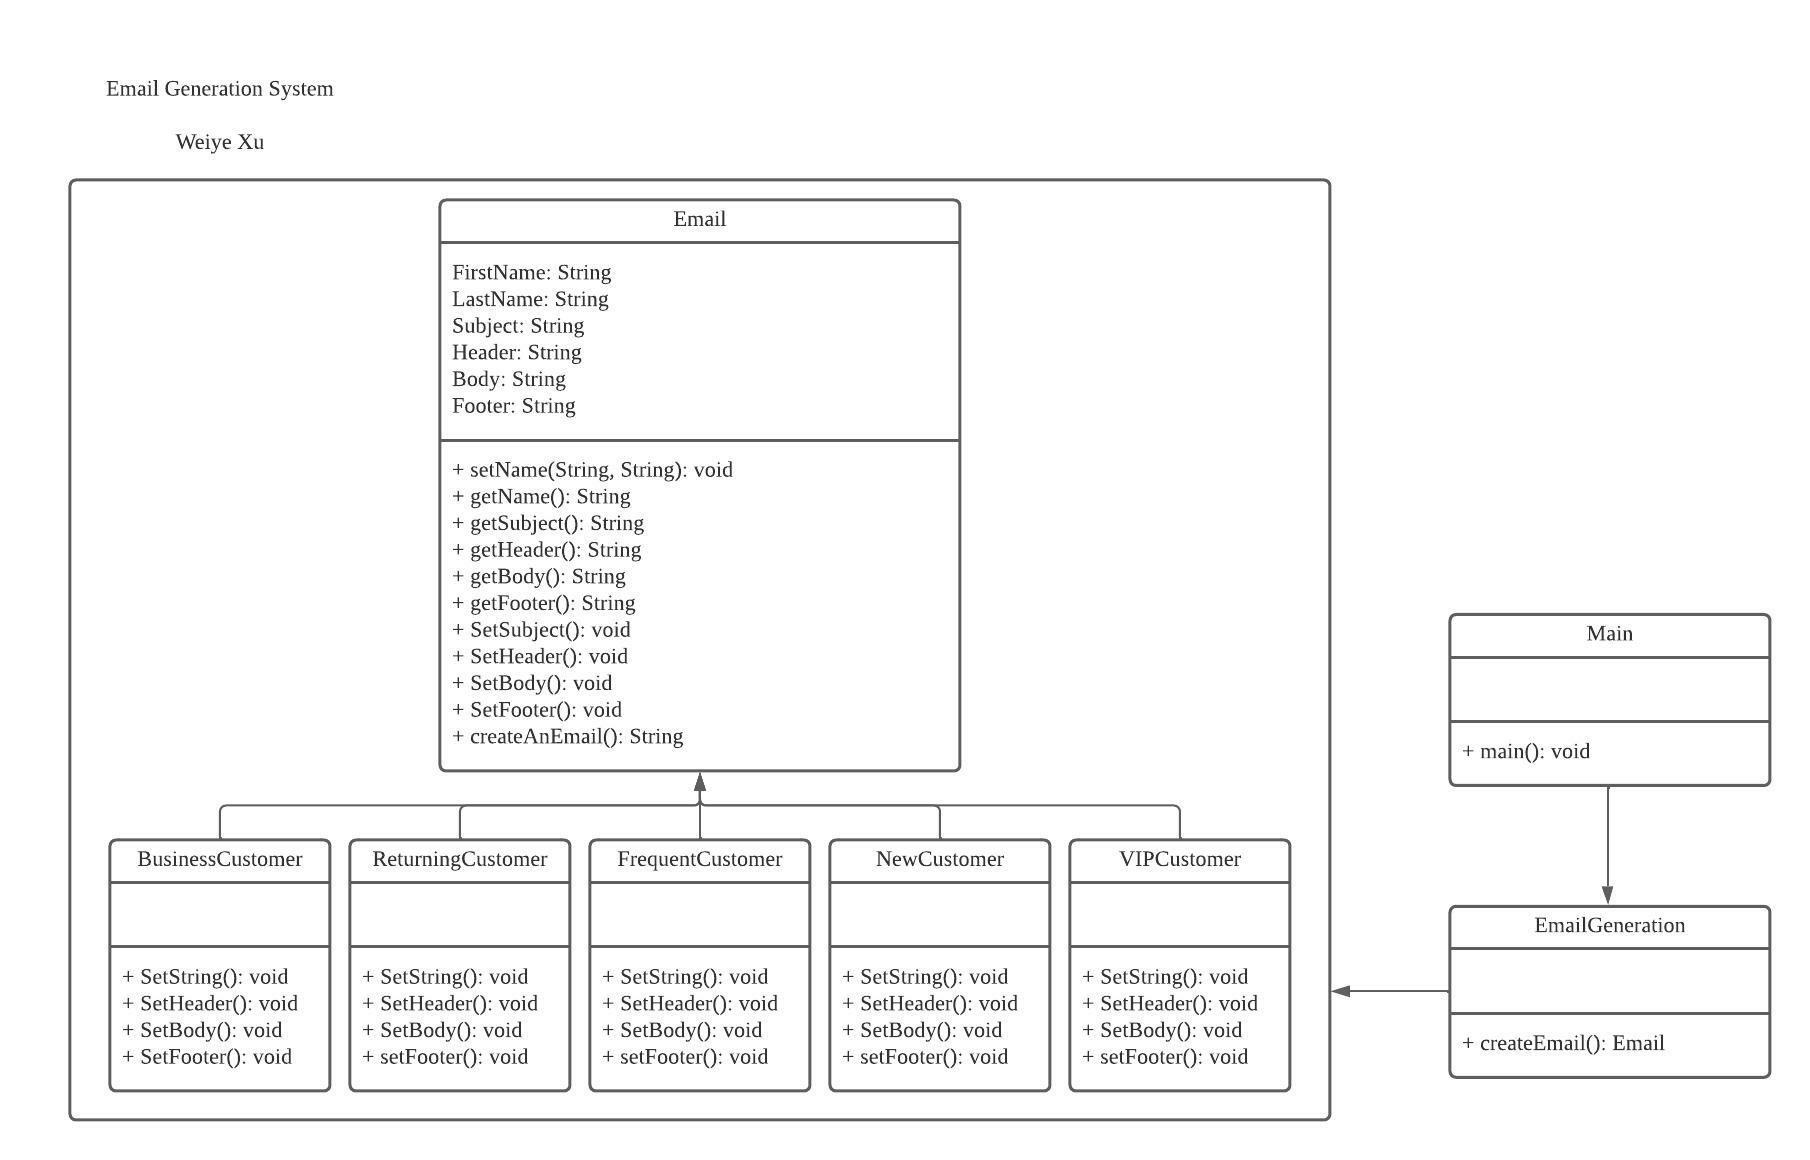 Email Generation System
Weiye Xu
Email
FirstName: String
LastName: String
Subject: String
Header: String
Body: String
Footer: String
+ setName(String, String): void
+ getName(): String
+ getSubject(): String
+ getHeader(): String
+ getBody(): String
+ getFooter(): String
+ SetSubject(): void
+ SetHeader(): void
+ SetBody(): void
+ SetFooter(): void
+ createAnEmail(): String
BusinessCustomer
+ SetString(): void
+ SetHeader(): void
+ SetBody(): void
+ SetFooter(): void
ReturningCustomer
+ SetString(): void
+ SetHeader(): void
+ SetBody(): void
+ setFooter(): void
FrequentCustomer
+ SetString(): void
+ SetHeader(): void
+ SetBody(): void
+ setFooter(): void
NewCustomer
+ SetString(): void
+ SetHeader(): void
+ SetBody(): void
+ setFooter(): void
VIPCustomer
+ SetString(): void
+ SetHeader(): void
+ SetBody(): void
+ setFooter(): void
Main
+ main(): void
EmailGeneration
+ createEmail(): Email